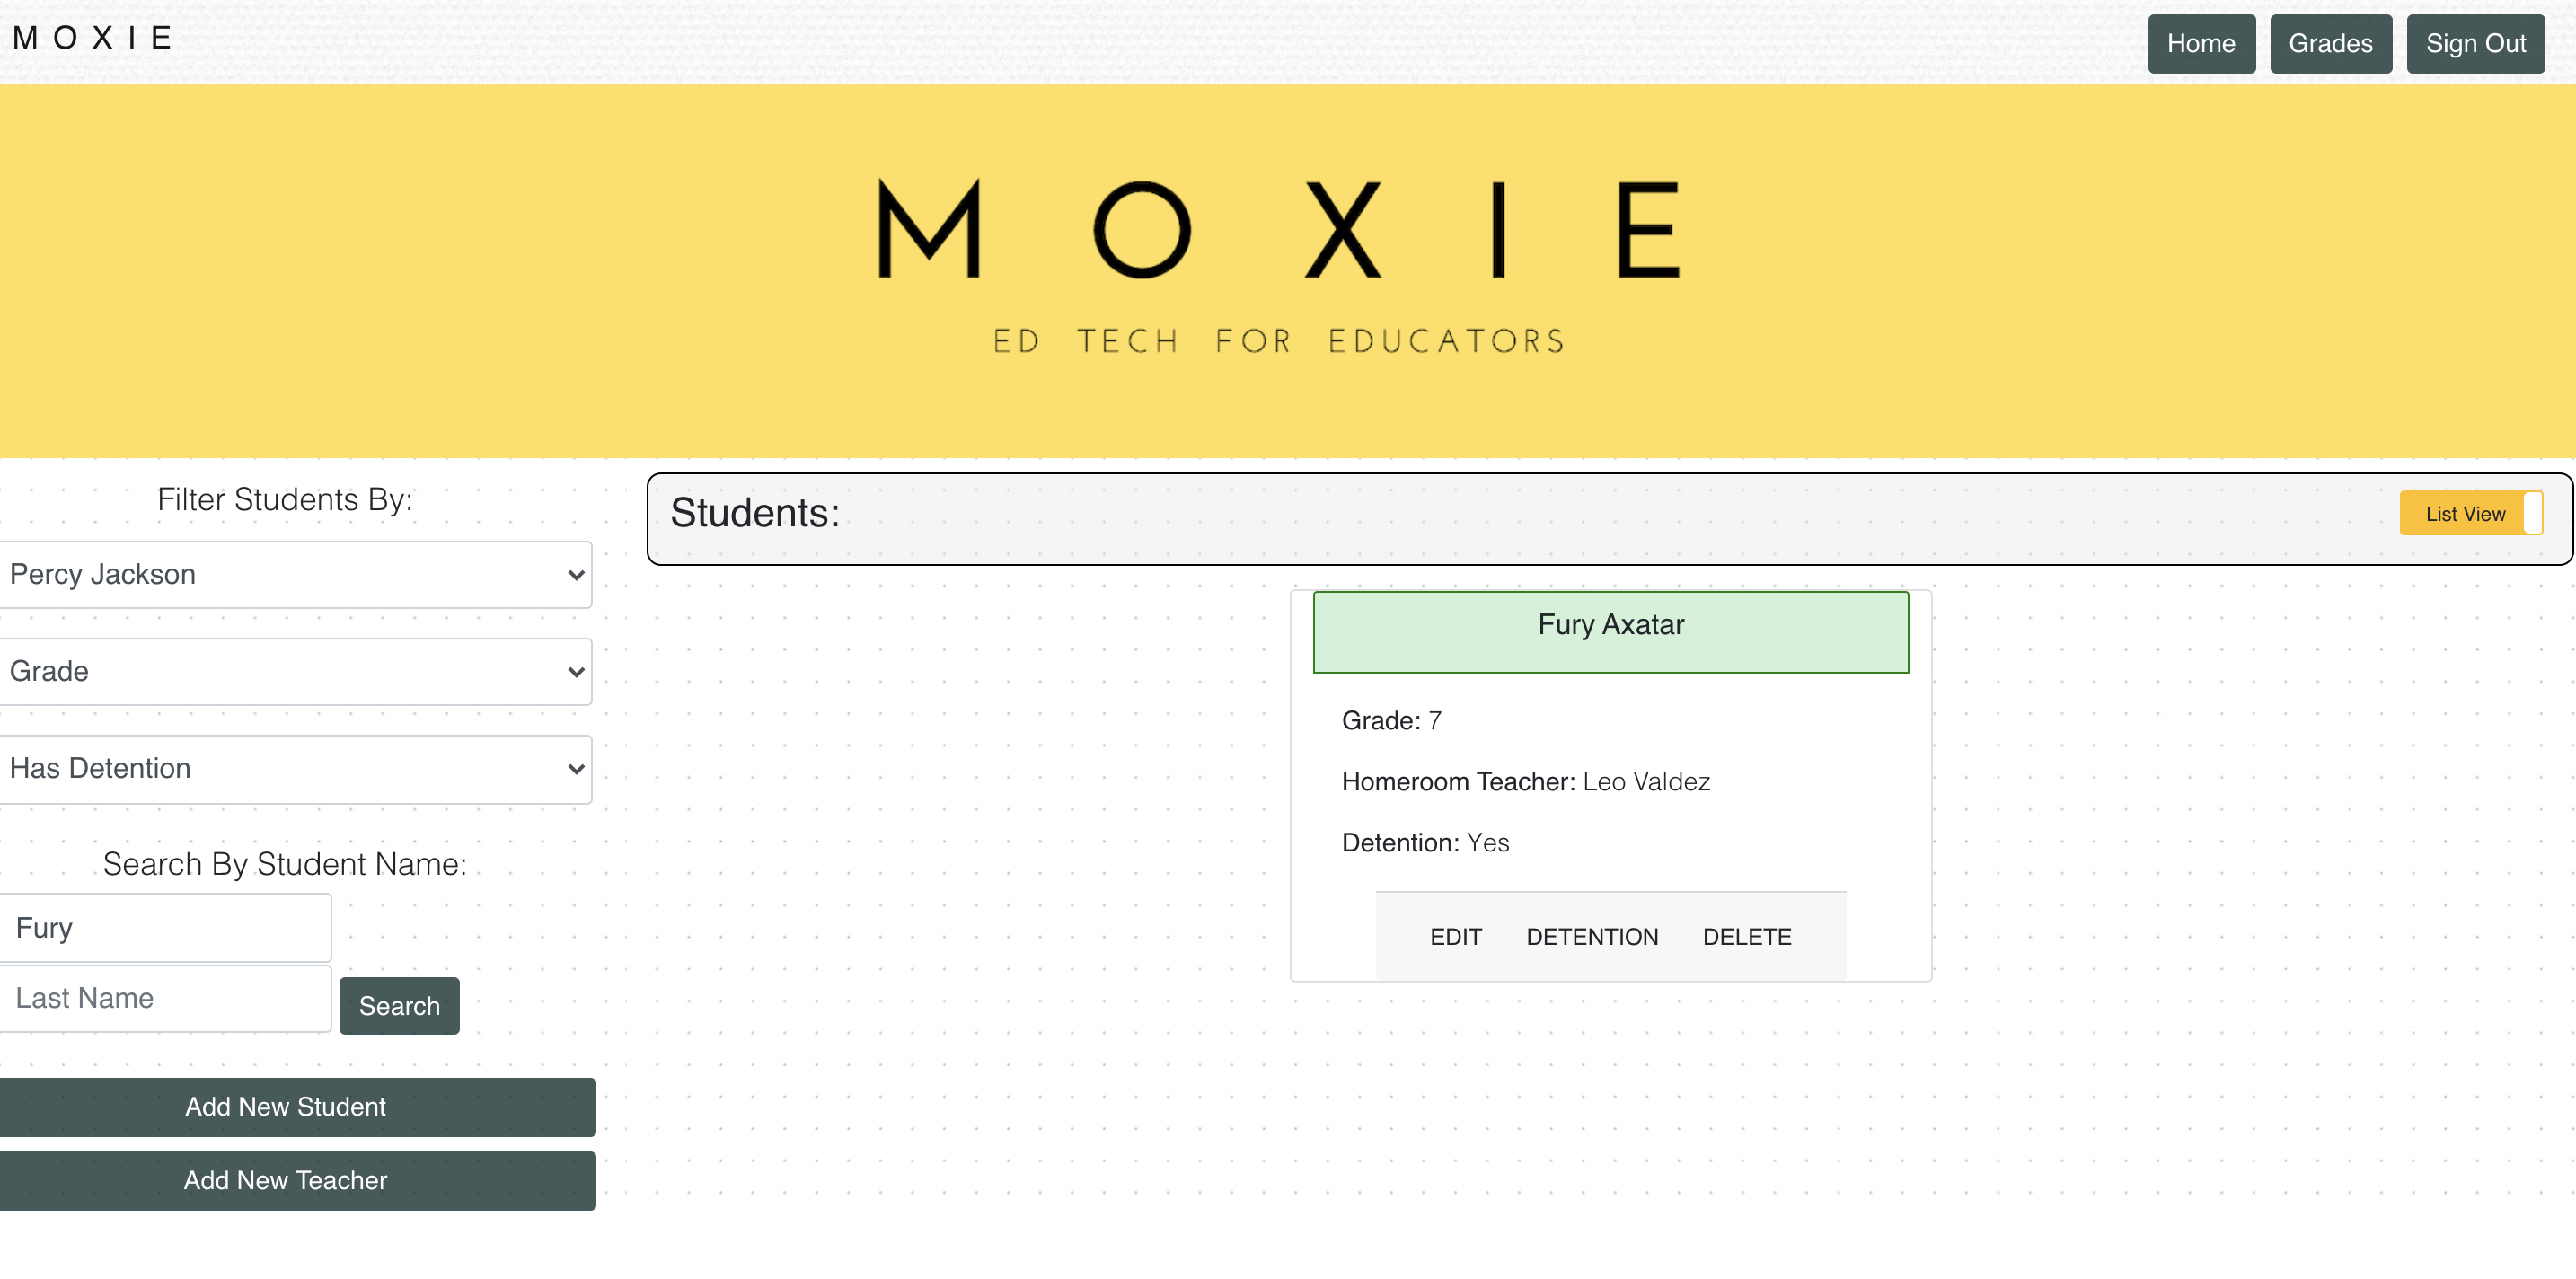 M O X I E
Home
Grades
Sign Out
M O X I E
ED TECH FOR EDUCATORS
Filter Students By:
Percy Jackson
Grade
Has Detention
Search By Student Name:
Fury
Last Name
Search
Add New Student
Add New Teacher
Students:
List View
Fury Axatar
Grade: 7
Homeroom Teacher: Leo Valdez
Detention: Yes
EDIT DETENTION DELETE